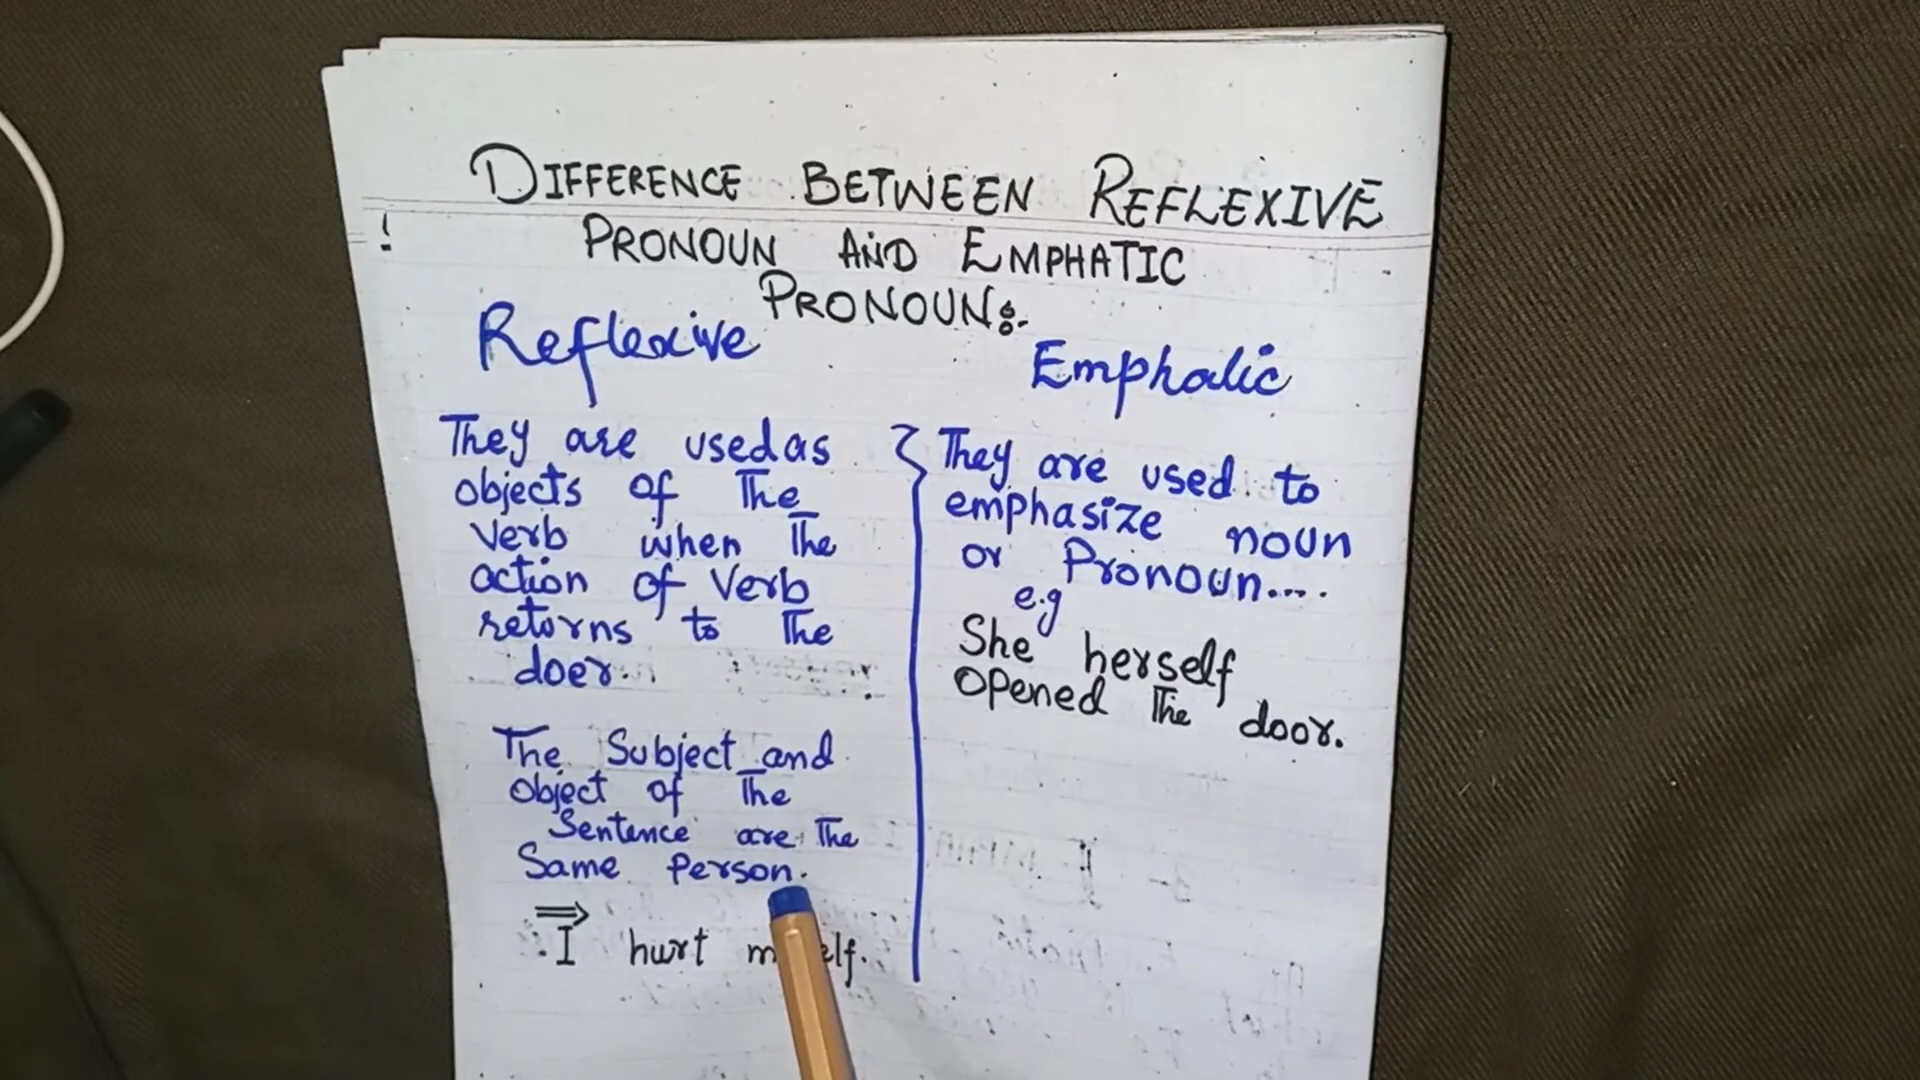 DIFFERENCE BETWEEN REFLEXIVE
PRONOUN AND EMPHATIC
PRONOUN:-
Reflexive
They are used as
objects of The
Verb when The
action of Verb
returns to The
doer.
The Subject and
object of The
Sentence are The
Same Person.
I hurt
Emphatic
They are used to
emphasize noun
or Pronoun....
e.g
She herself
opened The door.